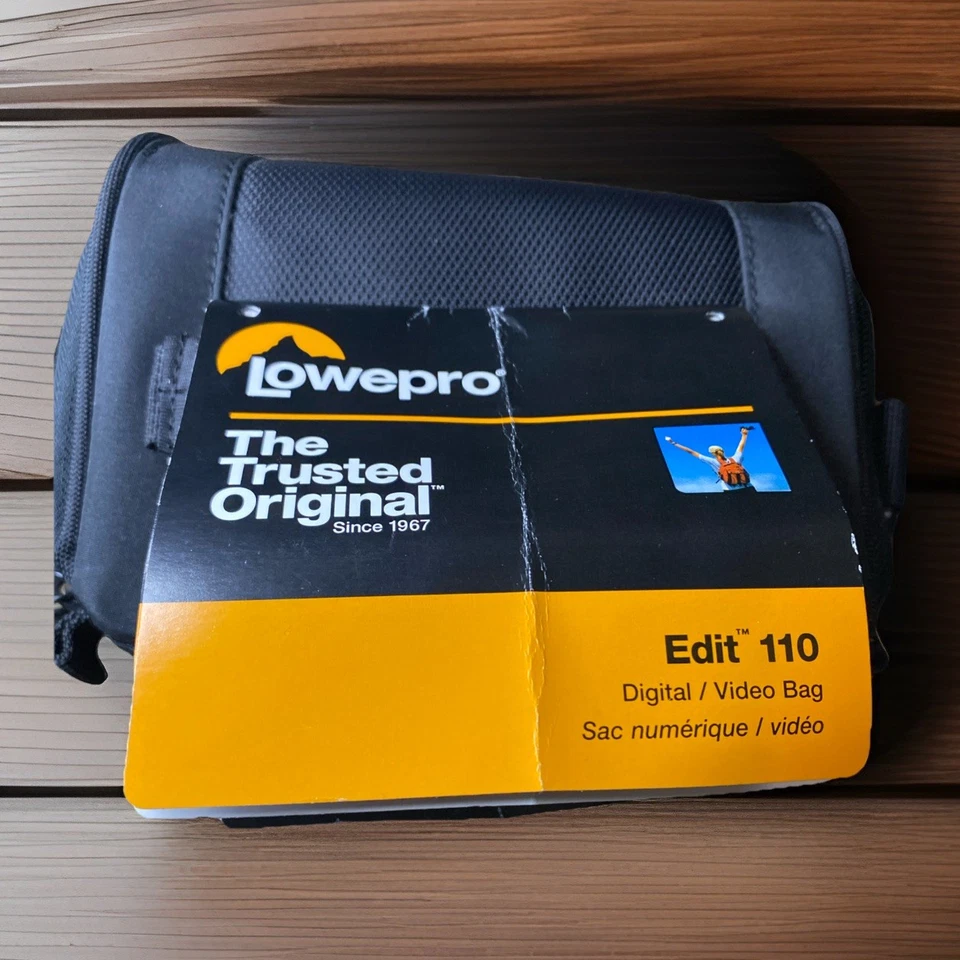 Lowepro®
The
Trusted
Original™
Since 1967
Edit™ 110
Digital / Video Bag
Sac numérique / vidéo